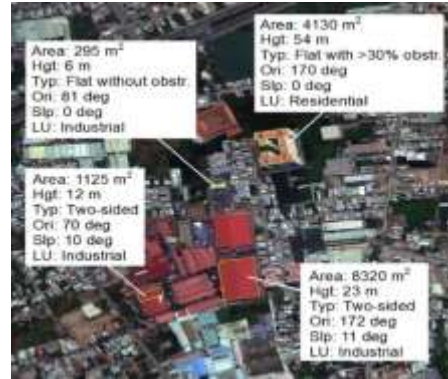 Area: 295 m²
Hgt: 6 m
Typ: Flat without obstr.
Ori: 81 deg
Slp: 0 deg
LU: Industrial
Area: 4130 m²
Hgt: 54 m
Typ: Flat with >30% obstr.
Ori: 170 deg
Slp: 0 deg
LU: Residential
Area: 1125 m²
Hgt: 12 m
Typ: Two-sided
Ori: 70 deg
Slp: 10 deg
LU: Industrial
Area: 8320 m²
Hgt: 23 m
Typ: Two-sided
Ori: 172 deg
Slp: 11 deg
LU: Industrial